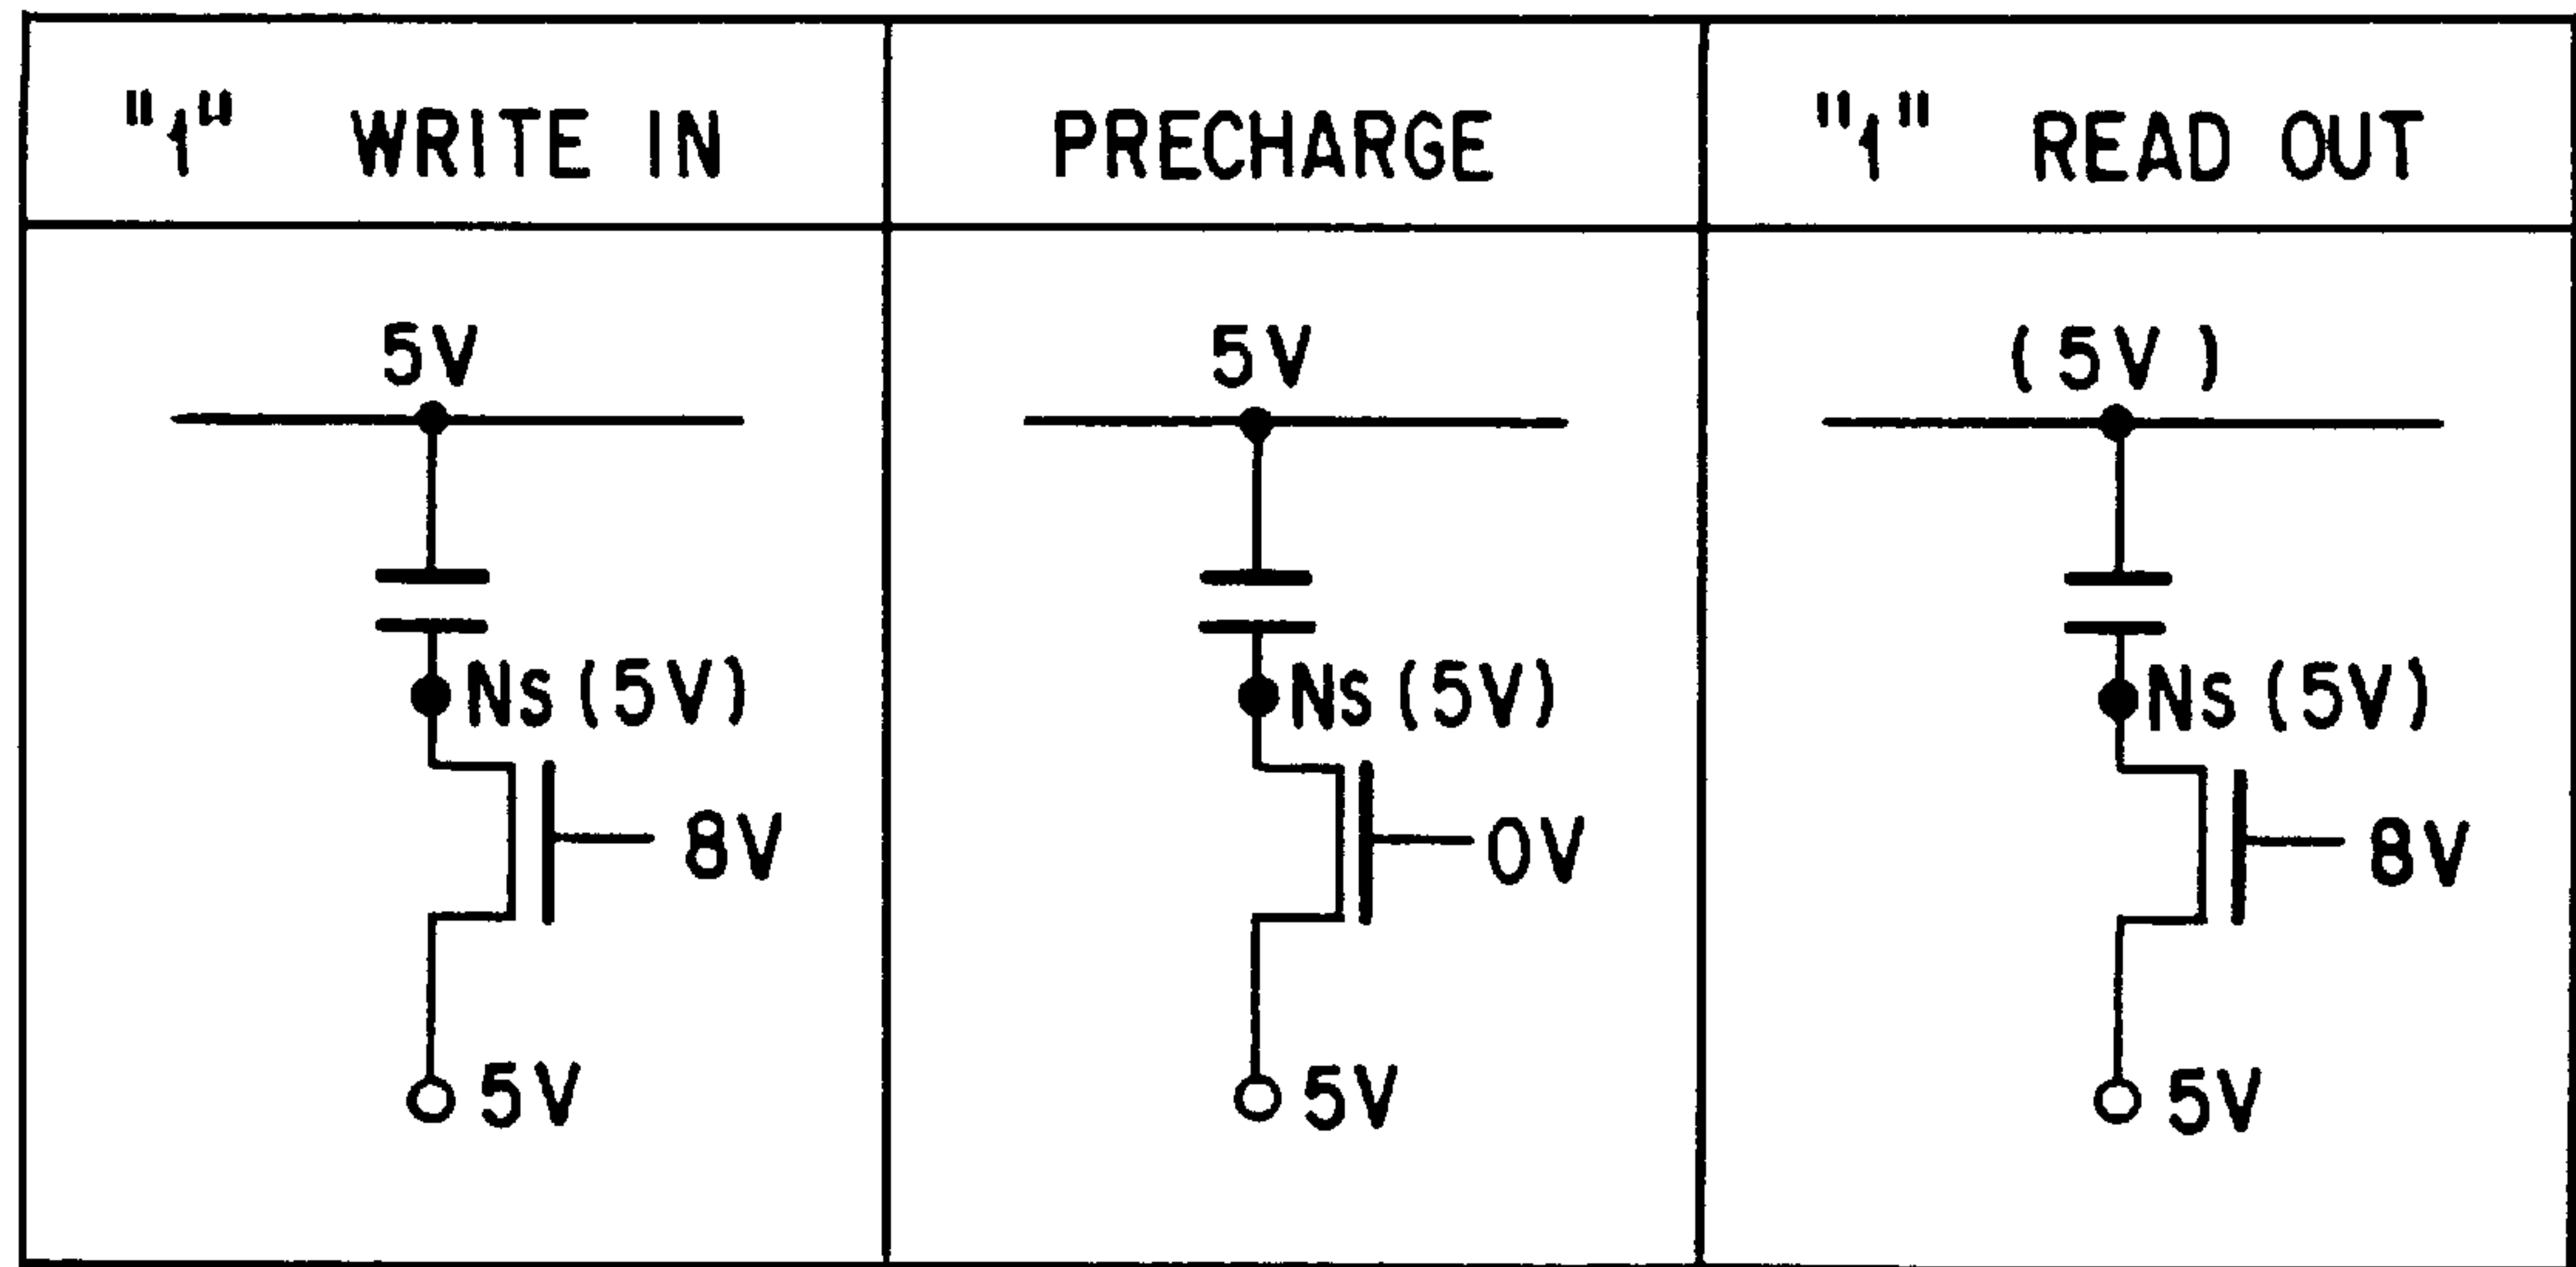 "1" WRITE IN
PRECHARGE
"1" READ OUT
5V
Ns (5V)
8V
5V
5V
Ns (5V)
0V
5V
(5V)
Ns (5V)
8V
5V